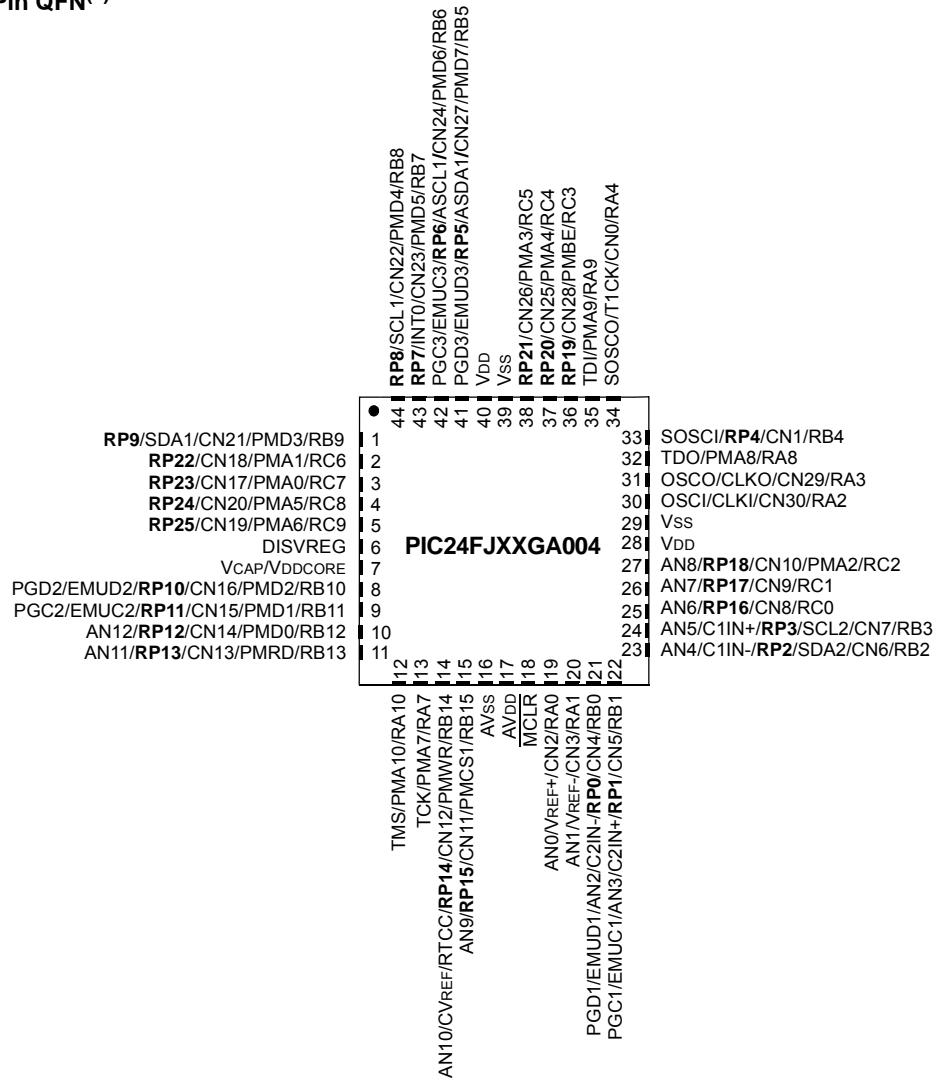 Pin QFN
RP8/SCL1/CN22/PMD4/RB8
RP7/INT0/CN23/PMD5/RB7
PGC3/EMUC3/RP6/ASCL1/CN24/PMD6/RB6
PGD3/EMUD3/RP5/ASDA1/CN27/PMD7/RB5
VDD
VSS
RP21/CN26/PMA3/RC5
RP20/CN25/PMA4/RC4
RP19/CN28/PMBE/RC3
TDI/PMA9/RA9
SOSCO/T1CK/CN0/RA4
44 43 42 41 40 39 38 37 36 35 34
RP9/SDA1/CN21/PMD3/RB9 1
RP22/CN18/PMA1/RC6 2
RP23/CN17/PMA0/RC7 3
RP24/CN20/PMA5/RC8 4
RP25/CN19/PMA6/RC9 5
DISVREG 6
VCAP/VDDCORE 7
PGD2/EMUD2/RP10/CN16/PMD2/RB10 8
PGC2/EMUC2/RP11/CN15/PMD1/RB11 9
AN12/RP12/CN14/PMD0/RB12 10
AN11/RP13/CN13/PMRD/RB13 11
PIC24FJXXGA004
33 SOSCI/RP4/CN1/RB4
32 TDO/PMA8/RA8
31 OSCO/CLKO/CN29/RA3
30 OSCI/CLKI/CN30/RA2
29 VSS
28 VDD
27 AN8/RP18/CN10/PMA2/RC2
26 AN7/RP17/CN9/RC1
25 AN6/RP16/CN8/RC0
24 AN5/C1IN+/RP3/SCL2/CN7/RB3
23 AN4/C1IN-/RP2/SDA2/CN6/RB2
12 13 14 15 16 17 18 19 20 21 22
TMS/PMA10/RA10
TCK/PMA7/RA7
AN10/CVREF/RTCC/RP14/CN12/PMWR/RB14
AN9/RP15/CN11/PMCS1/RB15
AVSS
AVDD
MCLR
AN0/VREF+/CN2/RA0
AN1/VREF-/CN3/RA1
PGD1/EMUD1/AN2/C2IN-/RP0/CN4/RB0
PGC1/EMUC1/AN3/C2IN+/RP1/CN5/RB1